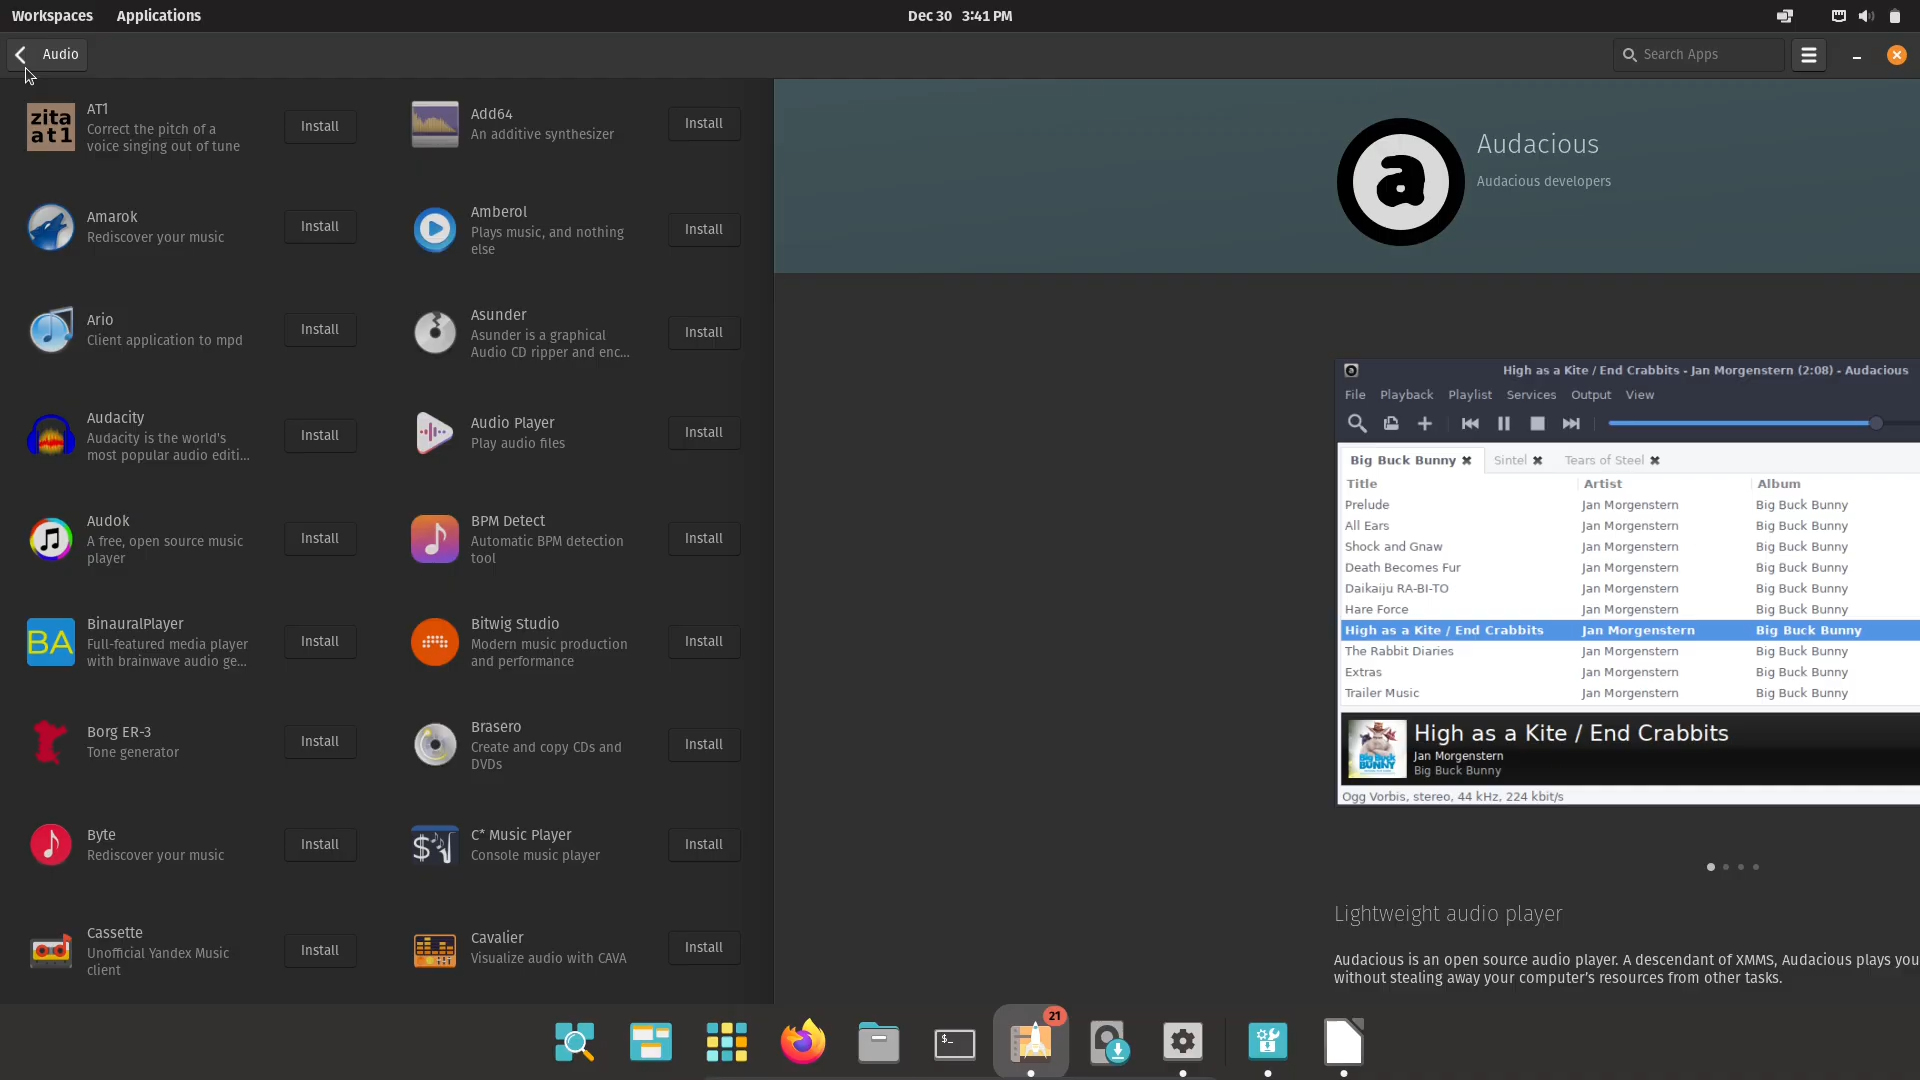 Workspaces Applications Dec 30 3:41 PM
Audio Search Apps
zita at1
AT1
Correct the pitch of a
voice singing out of tune
Install
Add64
An additive synthesizer
Install
Amarok
Rediscover your music
Install
Amberol
Plays music, and nothing
else
Install
Ario
Client application to mpd
Install
Asunder
Asunder is a graphical
Audio CD ripper and enc...
Install
Audacity
Audacity is the world's
most popular audio editi...
Install
Audio Player
Play audio files
Install
Audok
A free, open source music
player
Install
BPM Detect
Automatic BPM detection
tool
Install
BA
BinauralPlayer
Full-featured media player
with brainwave audio ge...
Install
Bitwig Studio
Modern music production
and performance
Install
Borg ER-3
Tone generator
Install
Brasero
Create and copy CDs and
DVDs
Install
Byte
Rediscover your music
Install
C* Music Player
Console music player
Install
Cassette
Unofficial Yandex Music
client
Install
Cavalier
Visualize audio with CAVA
Install
a
Audacious
Audacious developers
High as a Kite / End Crabbits - Jan Morgenstern (2:08) - Audacious
File Playback Playlist Services Output View
Big Buck Bunny Sintel Tears of Steel
Title Artist Album
Prelude Jan Morgenstern Big Buck Bunny
All Ears Jan Morgenstern Big Buck Bunny
Shock and Gnaw Jan Morgenstern Big Buck Bunny
Death Becomes Fur Jan Morgenstern Big Buck Bunny
Daikaiju RA-BI-TO Jan Morgenstern Big Buck Bunny
Hare Force Jan Morgenstern Big Buck Bunny
High as a Kite / End Crabbits Jan Morgenstern Big Buck Bunny
The Rabbit Diaries Jan Morgenstern Big Buck Bunny
Extras Jan Morgenstern Big Buck Bunny
Trailer Music Jan Morgenstern Big Buck Bunny
BIG BUCK BUNNY
High as a Kite / End Crabbits
Jan Morgenstern
Big Buck Bunny
Ogg Vorbis, stereo, 44 kHz, 224 kbit/s
Lightweight audio player
Audacious is an open source audio player. A descendant of XMMS, Audacious plays you
without stealing away your computer's resources from other tasks.
$_
21